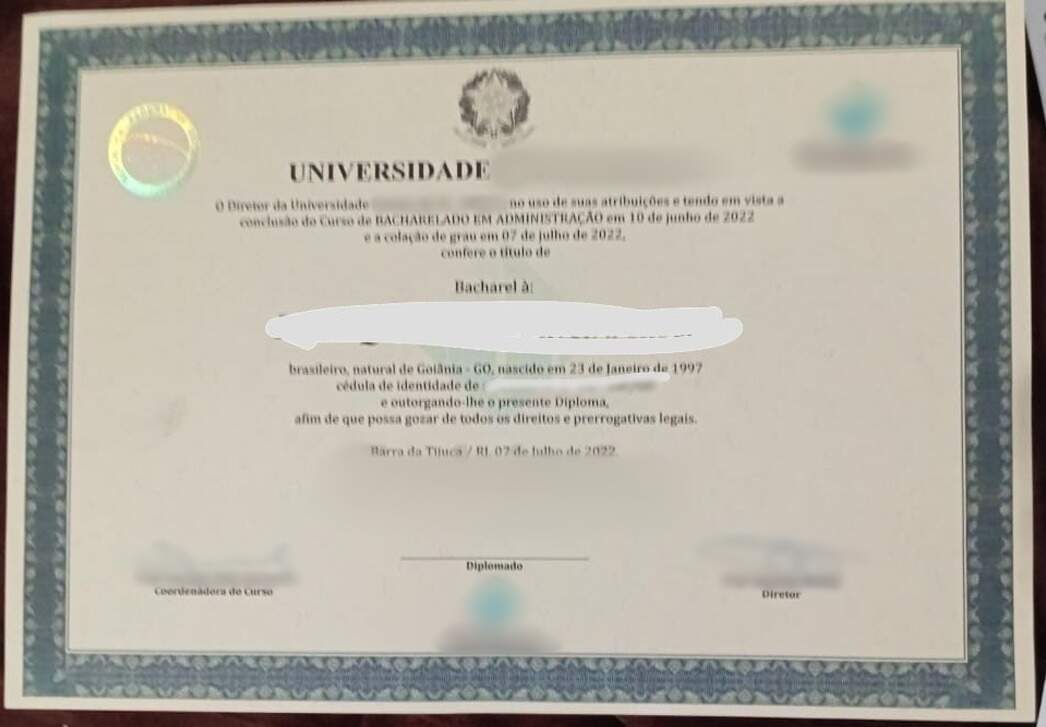 UNIVERSIDADE
O Diretor da Universidade no uso de suas atribuições e tendo em vista a
conclusão do Curso de BACHARELADO EM ADMINISTRAÇÃO em 10 de junho de 2022
e a colação de grau em 07 de julho de 2022,
confere o título de
Bacharel à:
brasileiro, natural de Goiânia - GO, nascido em 23 de Janeiro de 1997
cédula de identidade de
e outorgando-lhe o presente Diploma,
afim de que possa gozar de todos os direitos e prerrogativas legais.
Barra da Tijuca / RJ, 07 de Julho de 2022.
Diplomado
Coordenadora do Curso
Diretor